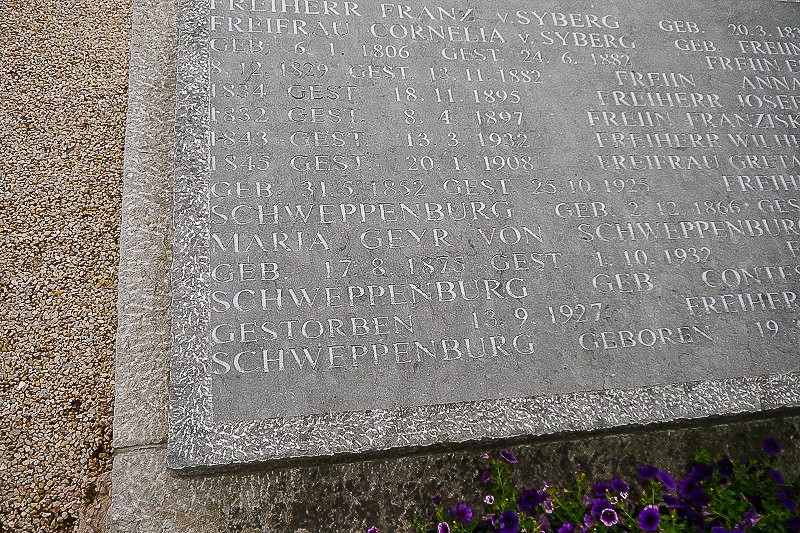 FREIHERR FRANZ v. SYBERG GEB. 20.3.
FREIFRAU CORNELIA v. SYBERG FREIIN
GEB. 6.1.1806 GEST. 24.6.1882 GEB.
8.12.1829 GEST. 13.11.1882 FREIIN
1834 GEST. 18.11.1895 FREIIN ANNA
1832 GEST. 8.4.1897 FREIHERR JOSEF
1843 GEST. 13.3.1932 FREIIN FRANZISK
1845 GEST. 20.1.1908 FREIHERR WILH
GEB. 31.5.1852 GEST. 25.10.1925 FREIFRAU GRETA
SCHWEPPENBURG GEB. 2.12.1866 GES FREIH
MARIA GEYR VON SCHWEPPENBURG
GEB. 17.8.1875 GEST. 1.10.1932
SCHWEPPENBURG GEB CONTES
GESTORBEN 13.9.1927 FREIHERR
SCHWEPPENBURG GEBOREN 19